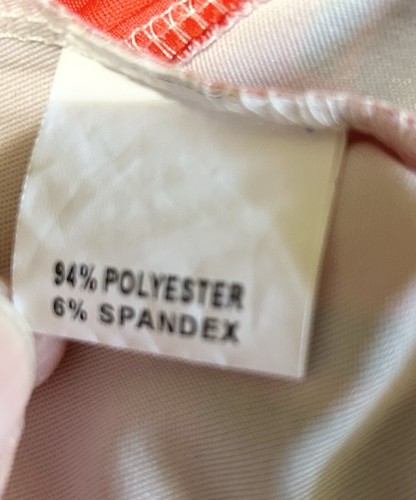 94% POLYESTER
6% SPANDEX